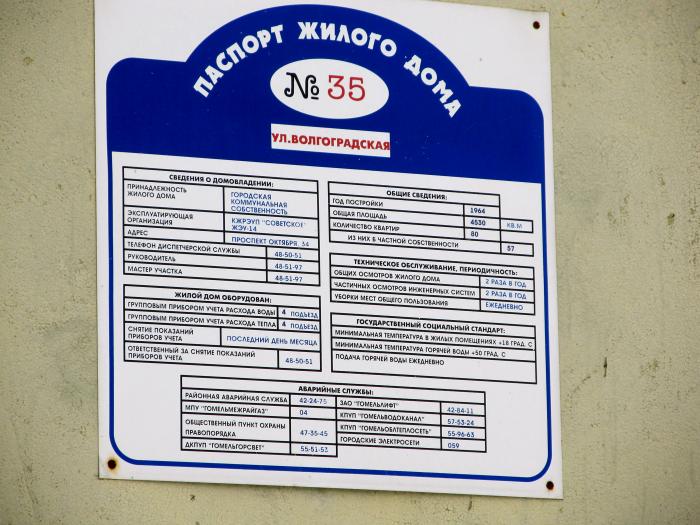 ПАСПОРТ ЖИЛОГО ДОМА
№ 35
УЛ.ВОЛГОГРАДСКАЯ
СВЕДЕНИЯ О ДОМОВЛАДЕНИИ:
ПРИНАДЛЕЖНОСТЬ ЖИЛОГО ДОМА
ГОРОДСКАЯ КОММУНАЛЬНАЯ СОБСТВЕННОСТЬ
ЭКСПЛУАТИРУЮЩАЯ ОРГАНИЗАЦИЯ
КЖРЭУП "СОВЕТСКОЕ" ЖЭУ-14
АДРЕС ПРОСПЕКТ ОКТЯБРЯ, 34
ТЕЛЕФОН ДИСПЕТЧЕРСКОЙ СЛУЖБЫ 48-50-51
РУКОВОДИТЕЛЬ 48-51-97
МАСТЕР УЧАСТКА 48-51-97
ЖИЛОЙ ДОМ ОБОРУДОВАН:
ГРУППОВЫМ ПРИБОРОМ УЧЕТА РАСХОДА ВОДЫ 4 ПОДЪЕЗД
ГРУППОВЫМ ПРИБОРОМ УЧЕТА РАСХОДА ТЕПЛА 4 ПОДЪЕЗД
СНЯТИЕ ПОКАЗАНИЙ ПРИБОРОВ УЧЕТА
ПОСЛЕДНИЙ ДЕНЬ МЕСЯЦА
ОТВЕТСТВЕННЫЙ ЗА СНЯТИЕ ПОКАЗАНИЙ
ПРИБОРОВ УЧЕТА 48-50-51
ОБЩИЕ СВЕДЕНИЯ:
ГОД ПОСТРОЙКИ 1964
ОБЩАЯ ПЛОЩАДЬ 4530 КВ.М
КОЛИЧЕСТВО КВАРТИР 80
ИЗ НИХ В ЧАСТНОЙ СОБСТВЕННОСТИ 57
ТЕХНИЧЕСКОЕ ОБСЛУЖИВАНИЕ, ПЕРИОДИЧНОСТЬ:
ОБЩИХ ОСМОТРОВ ЖИЛОГО ДОМА 2 РАЗА В ГОД
ЧАСТИЧНЫХ ОСМОТРОВ ИНЖЕНЕРНЫХ СИСТЕМ 2 РАЗА В ГОД
УБОРКИ МЕСТ ОБЩЕГО ПОЛЬЗОВАНИЯ ЕЖЕДНЕВНО
ГОСУДАРСТВЕННЫЙ СОЦИАЛЬНЫЙ СТАНДАРТ:
МИНИМАЛЬНАЯ ТЕМПЕРАТУРА В ЖИЛЫХ ПОМЕЩЕНИЯХ +18 ГРАД. С
МИНИМАЛЬНАЯ ТЕМПЕРАТУРА ГОРЯЧЕЙ ВОДЫ +50 ГРАД. С
ПОДАЧА ГОРЯЧЕЙ ВОДЫ ЕЖЕДНЕВНО
АВАРИЙНЫЕ СЛУЖБЫ:
РАЙОННАЯ АВАРИЙНАЯ СЛУЖБА 42-24-75
МПУ "ГОМЕЛЬМЕЖРАЙГАЗ" 04
ОБЩЕСТВЕННЫЙ ПУНКТ ОХРАНЫ
ПРАВОПОРЯДКА 47-35-45
ДКПУП "ГОМЕЛЬГОРСВЕТ" 55-51-53
ЗАО "ГОМЕЛЬЛИФТ" 42-84-11
КПУП "ГОМЕЛЬВОДОКАНАЛ" 57-53-24
КПУП "ГОМЕЛЬОБЛТЕПЛОСЕТЬ" 55-96-63
ГОРОДСКИЕ ЭЛЕКТРОСЕТИ 059